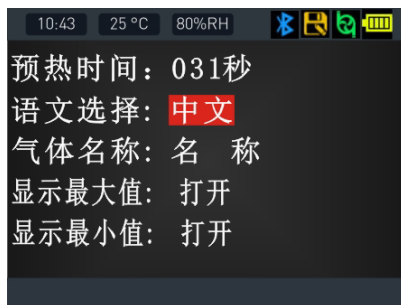 10:43 25 °C 80%RH
预热时间：031秒
语文选择: 中文
气体名称: 名 称
显示最大值: 打开
显示最小值: 打开